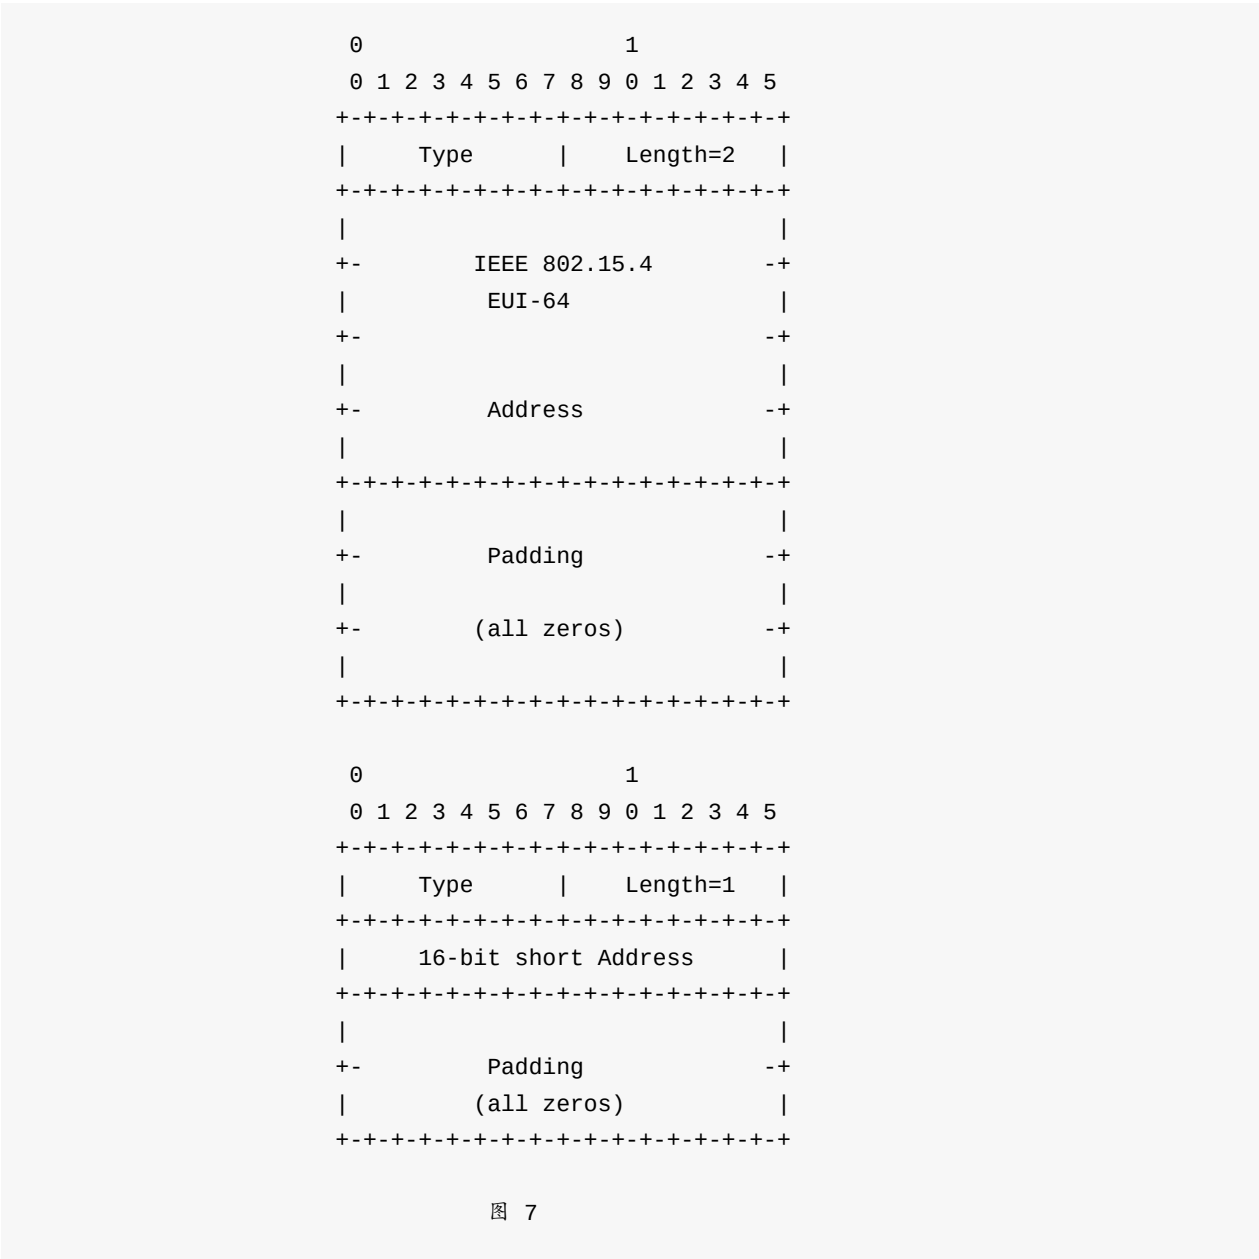 0                   1
 0 1 2 3 4 5 6 7 8 9 0 1 2 3 4 5
+-+-+-+-+-+-+-+-+-+-+-+-+-+-+-+-+
|     Type      |    Length=2   |
+-+-+-+-+-+-+-+-+-+-+-+-+-+-+-+-+
|                               |
+-        IEEE 802.15.4        -+
|          EUI-64               |
+-                             -+
|                               |
+-         Address             -+
|                               |
+-+-+-+-+-+-+-+-+-+-+-+-+-+-+-+-+
|                               |
+-         Padding             -+
|                               |
+-        (all zeros)          -+
|                               |
+-+-+-+-+-+-+-+-+-+-+-+-+-+-+-+-+

 0                   1
 0 1 2 3 4 5 6 7 8 9 0 1 2 3 4 5
+-+-+-+-+-+-+-+-+-+-+-+-+-+-+-+-+
|     Type      |    Length=1   |
+-+-+-+-+-+-+-+-+-+-+-+-+-+-+-+-+
|     16-bit short Address      |
+-+-+-+-+-+-+-+-+-+-+-+-+-+-+-+-+
|                               |
+-         Padding             -+
|         (all zeros)           |
+-+-+-+-+-+-+-+-+-+-+-+-+-+-+-+-+

           图 7